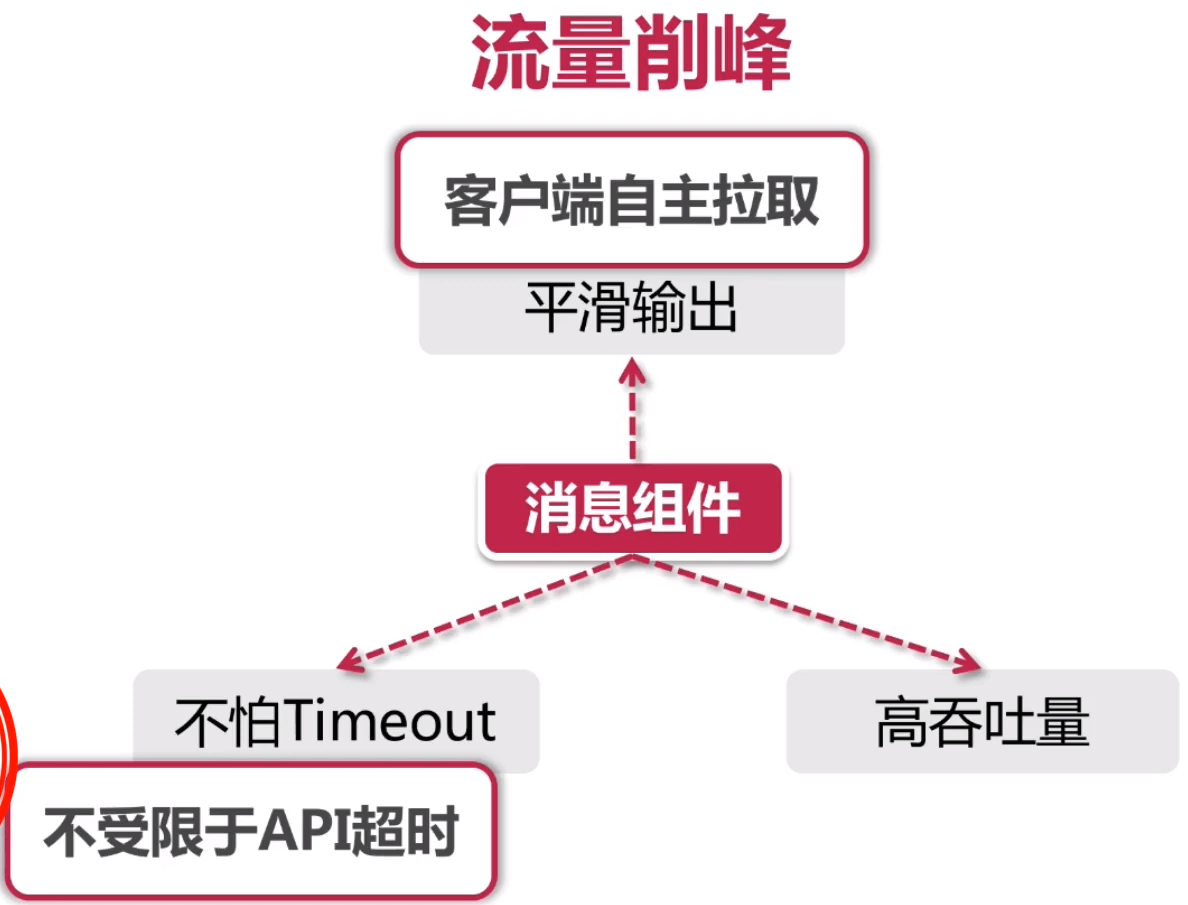 流量削峰
客户端自主拉取
平滑输出
消息组件
不怕Timeout
高吞吐量
不受限于API超时